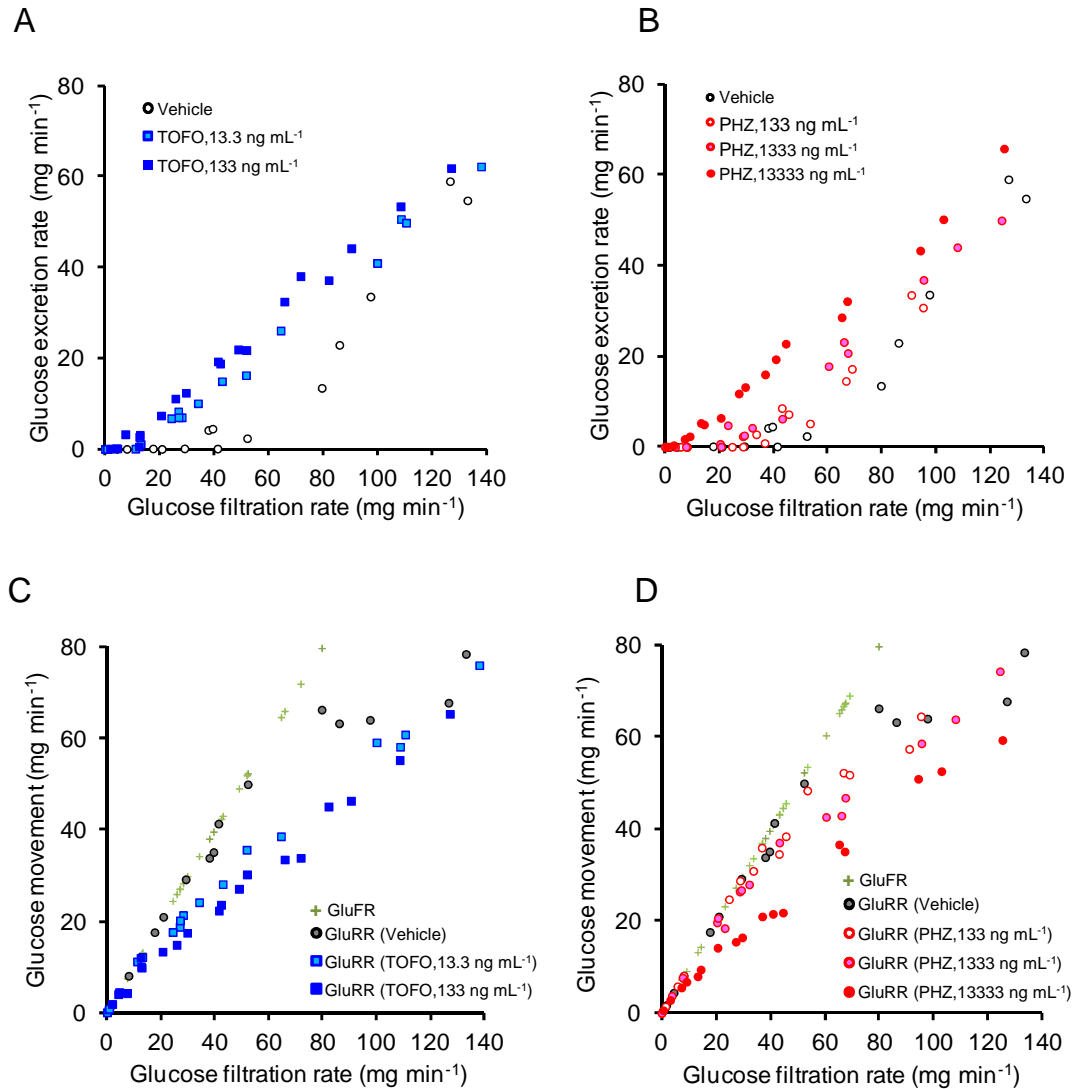 A
80
60
40
20
0
Glucose excretion rate (mg min⁻¹)
Vehicle
TOFO,13.3 ng mL⁻¹
TOFO,133 ng mL⁻¹
0 20 40 60 80 100 120 140
Glucose filtration rate (mg min⁻¹)
B
80
60
40
20
0
Glucose excretion rate (mg min⁻¹)
Vehicle
PHZ,133 ng mL⁻¹
PHZ,1333 ng mL⁻¹
PHZ,13333 ng mL⁻¹
0 20 40 60 80 100 120 140
Glucose filtration rate (mg min⁻¹)
C
80
60
40
20
0
Glucose movement (mg min⁻¹)
GluFR
GluRR (Vehicle)
GluRR (TOFO,13.3 ng mL⁻¹)
GluRR (TOFO,133 ng mL⁻¹)
0 20 40 60 80 100 120 140
Glucose filtration rate (mg min⁻¹)
D
80
60
40
20
0
Glucose movement (mg min⁻¹)
GluFR
GluRR (Vehicle)
GluRR (PHZ,133 ng mL⁻¹)
GluRR (PHZ,1333 ng mL⁻¹)
GluRR (PHZ,13333 ng mL⁻¹)
0 20 40 60 80 100 120 140
Glucose filtration rate (mg min⁻¹)